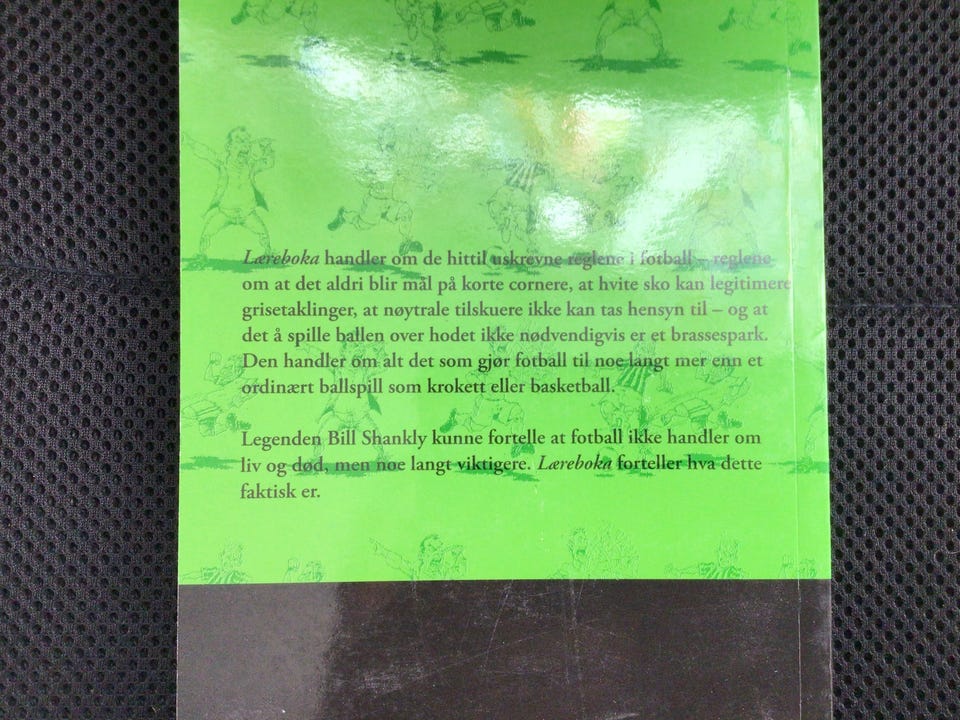 Læreboka handler om de hittil uskrevne reglene i fotball – reglene
om at det aldri blir mål på korte cornere, at hvite sko kan legitimere
grisetaklinger, at nøytrale tilskuere ikke kan tas hensyn til – og at
det å spille ballen over hodet ikke nødvendigvis er et brassespark.
Den handler om alt det som gjør fotball til noe langt mer enn et
ordinært ballspill som krokett eller basketball.
Legenden Bill Shankly kunne fortelle at fotball ikke handler om
liv og død, men noe langt viktigere. Læreboka forteller hva dette
faktisk er.